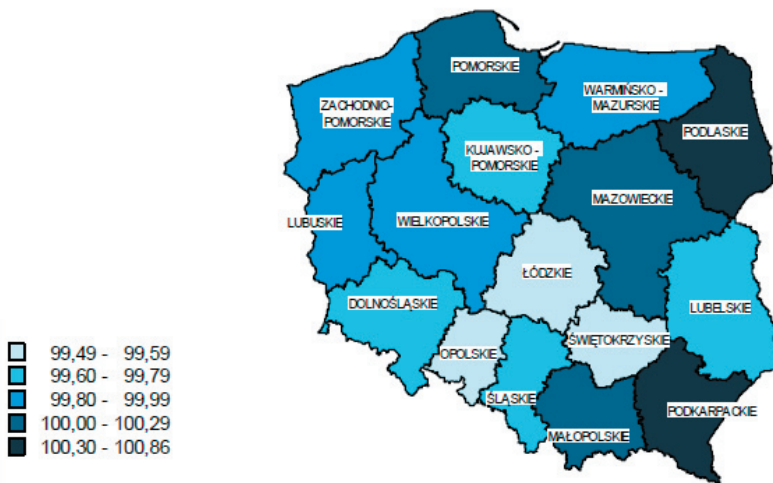 POMORSKIE
WARMIŃSKO -
MAZURSKIE
ZACHODNIO-
POMORSKIE
PODLASKIE
KUJAWSKO -
POMORSKIE
MAZOWIECKIE
LUBUSKIE
WIELKOPOLSKIE
ŁÓDZKIE
DOLNOŚLĄSKIE
LUBELSKIE
ŚWIĘTOKRZYSKIE
OPOLSKIE
ŚLĄSKIE
PODKARPACKIE
MAŁOPOLSKIE
99,49 - 99,59
99,60 - 99,79
99,80 - 99,99
100,00 - 100,29
100,30 - 100,86